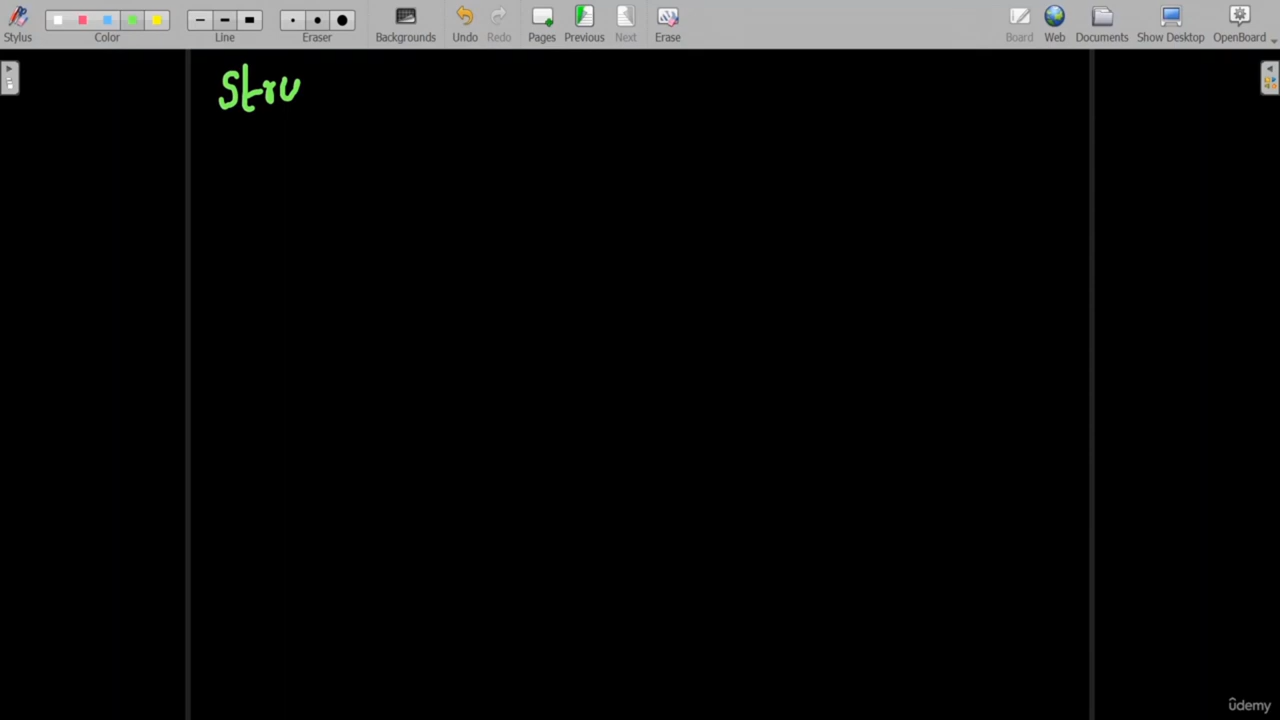 Stylus Color Line Eraser Backgrounds Undo Redo Pages Previous Next Erase Board Web Documents Show Desktop OpenBoard
Stru
ûdemy